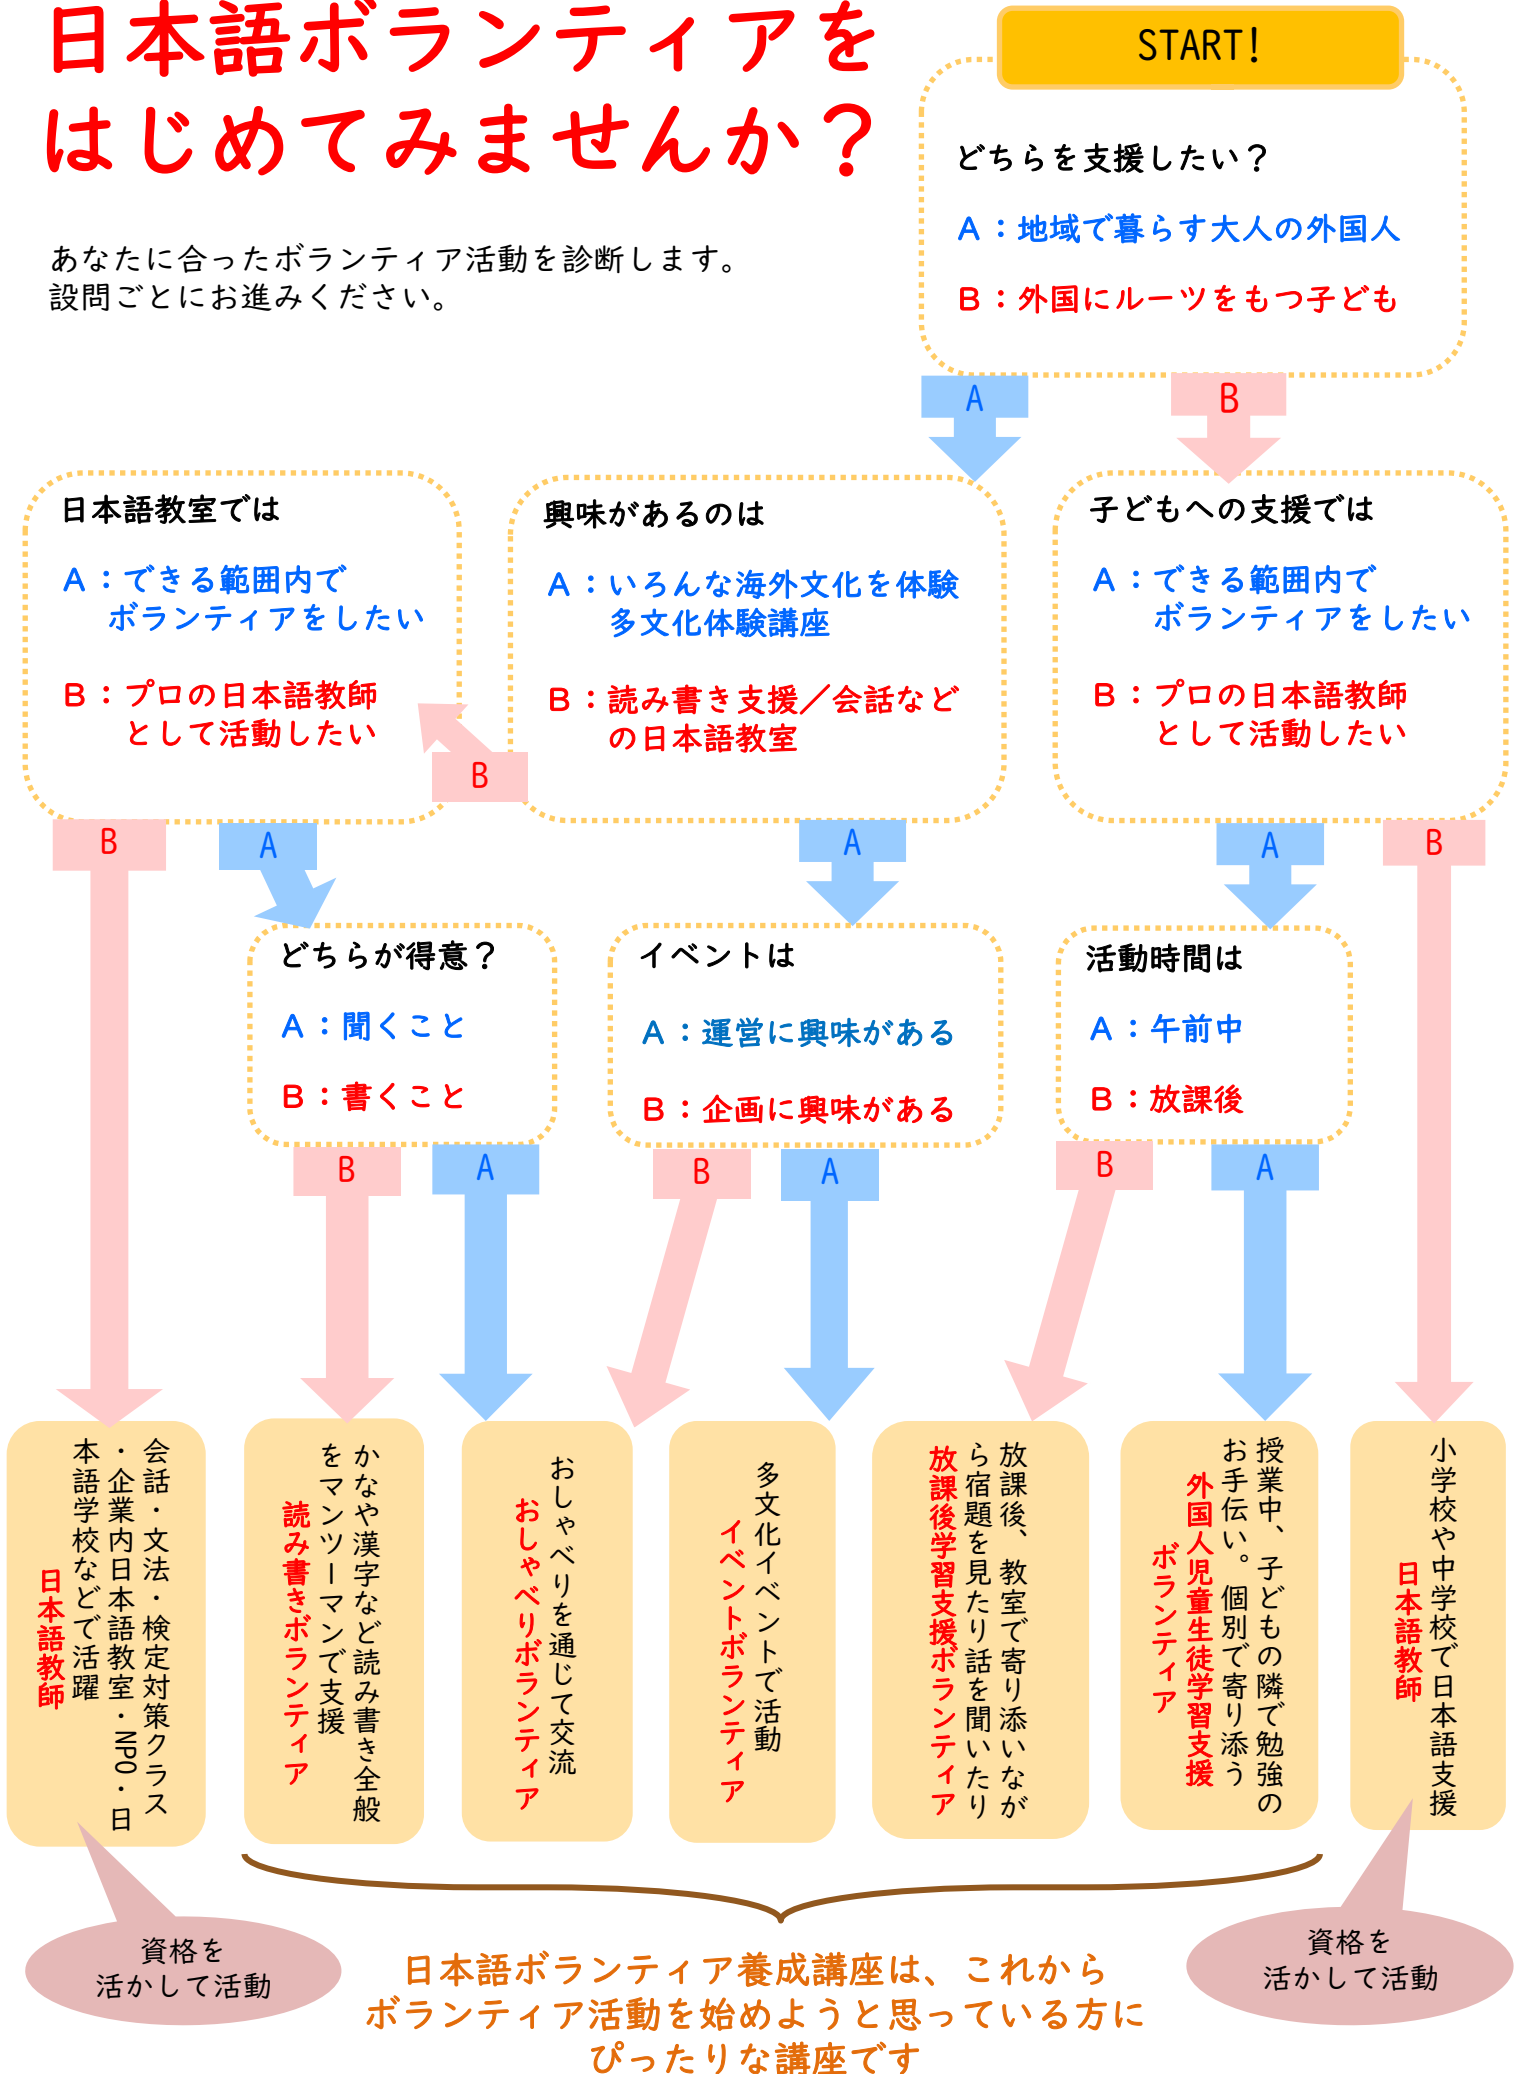 日本語ボランティアを
はじめてみませんか？
あなたに合ったボランティア活動を診断します。
設問ごとにお進みください。
START!
どちらを支援したい？
A：地域で暮らす大人の外国人
B：外国にルーツをもつ子ども
A
B
日本語教室では
A：できる範囲内で
ボランティアをしたい
B：プロの日本語教師
として活動したい
興味があるのは
A：いろんな海外文化を体験
多文化体験講座
B：読み書き支援／会話など
の日本語教室
子どもへの支援では
A：できる範囲内で
ボランティアをしたい
B：プロの日本語教師
として活動したい
B
B
A
A
A
B
どちらが得意？
A：聞くこと
B：書くこと
イベントは
A：運営に興味がある
B：企画に興味がある
活動時間は
A：午前中
B：放課後
B
A
B
A
B
A
会話・文法・検定対策クラス
・企業内日本語教室・NPO・日
本語学校などで活躍
日本語教師
かなや漢字など読み書き全般
をマンツーマンで支援
読み書きボランティア
おしゃべりを通じて交流
おしゃべりボランティア
多文化イベントで活動
イベントボランティア
放課後、教室で寄り添いなが
ら宿題を見たり話を聞いたり
放課後学習支援ボランティア
授業中、子どもの隣で勉強の
お手伝い。個別で寄り添う
外国人児童生徒学習支援
ボランティア
小学校や中学校で日本語支援
日本語教師
資格を
活かして活動
日本語ボランティア養成講座は、これから
ボランティア活動を始めようと思っている方に
ぴったりな講座です
資格を
活かして活動